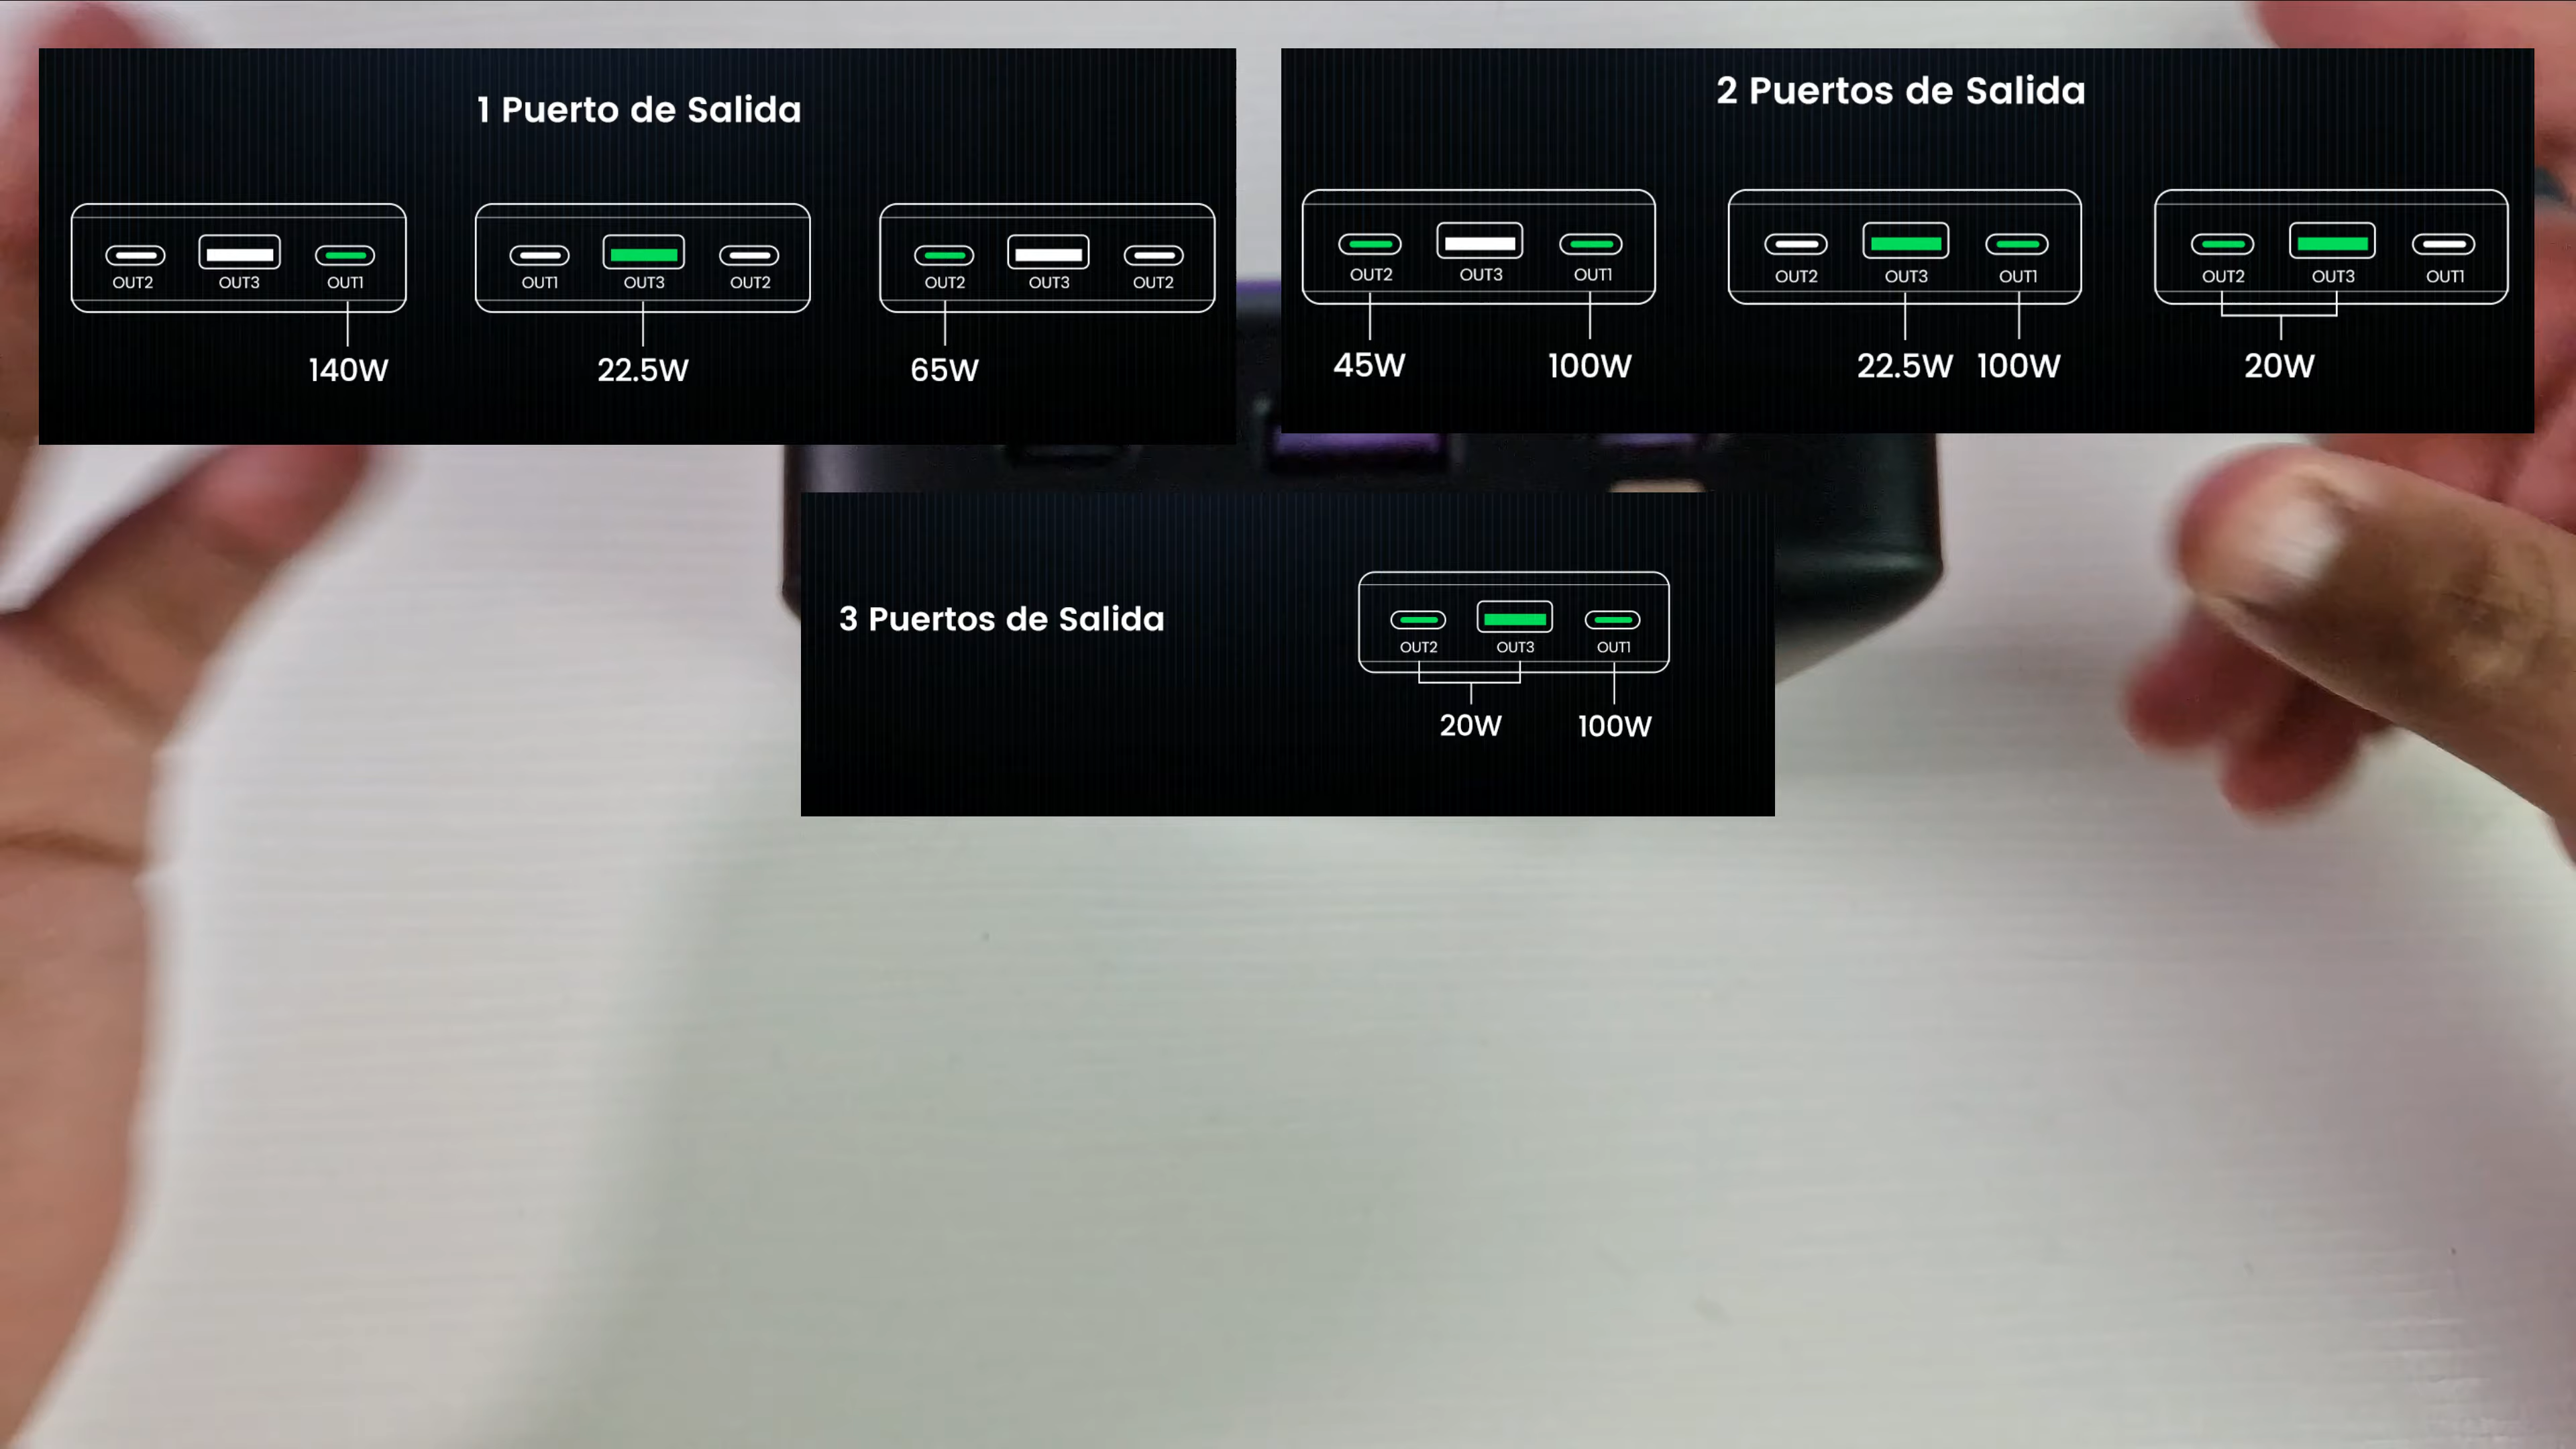 1 Puerto de Salida
OUT2 OUT3 OUT1
140W
OUT1 OUT3 OUT2
22.5W
OUT2 OUT3 OUT2
65W
2 Puertos de Salida
OUT2 OUT3 OUT1
45W 100W
OUT2 OUT3 OUT1
22.5W 100W
OUT2 OUT3 OUT1
20W
3 Puertos de Salida
OUT2 OUT3 OUT1
20W 100W